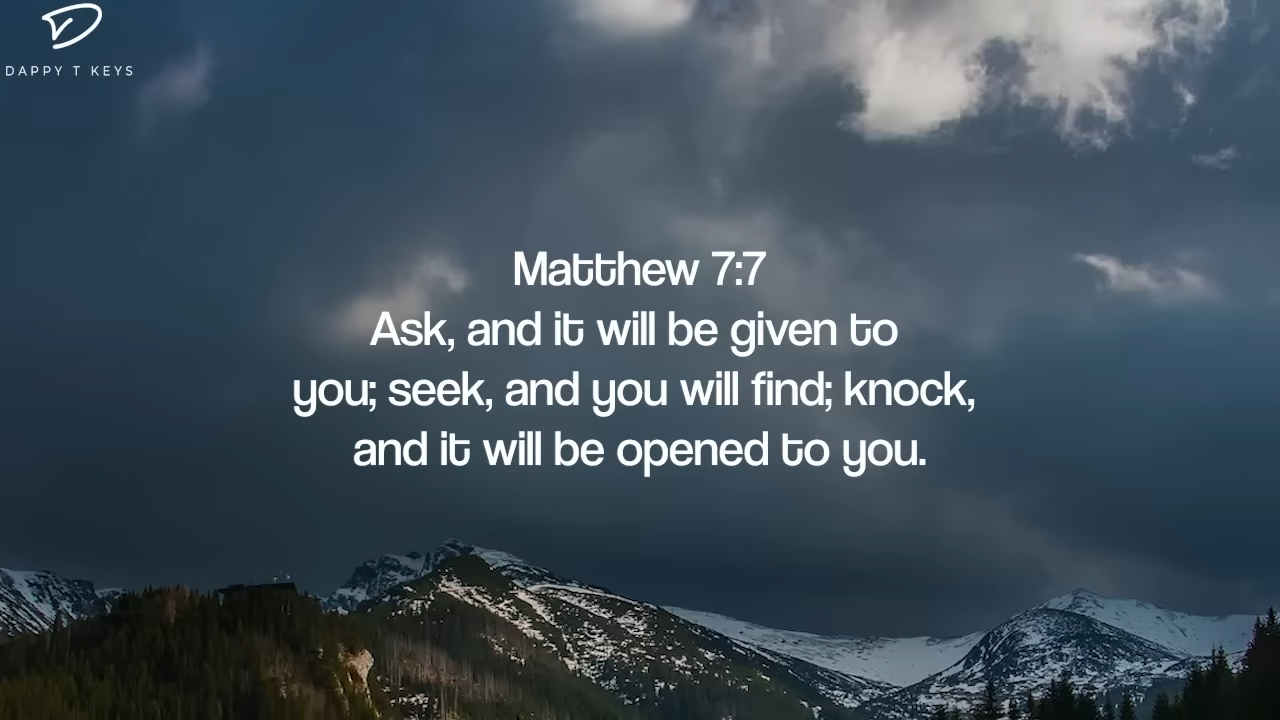 DAPPY T KEYS
Matthew 7:7
Ask, and it will be given to
you; seek, and you will find; knock,
and it will be opened to you.